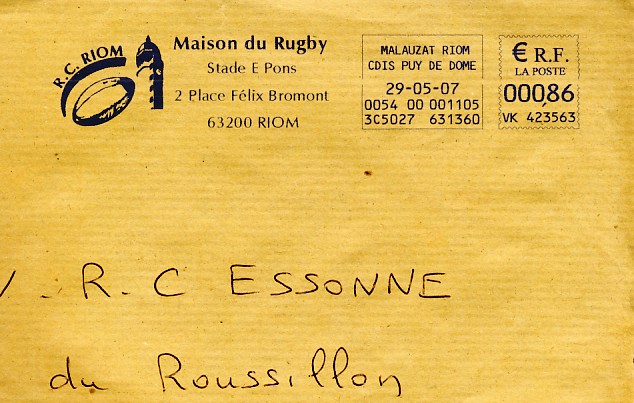 R.C. RIOM
Maison du Rugby
Stade E Pons
2 Place Félix Bromont
63200 RIOM
MALAUZAT RIOM
CDIS PUY DE DOME
29-05-07
0054 00 001105
3C5027 631360
€ R.F.
LA POSTE
000,86
VK 423563
R.C ESSONNE
du Roussillon